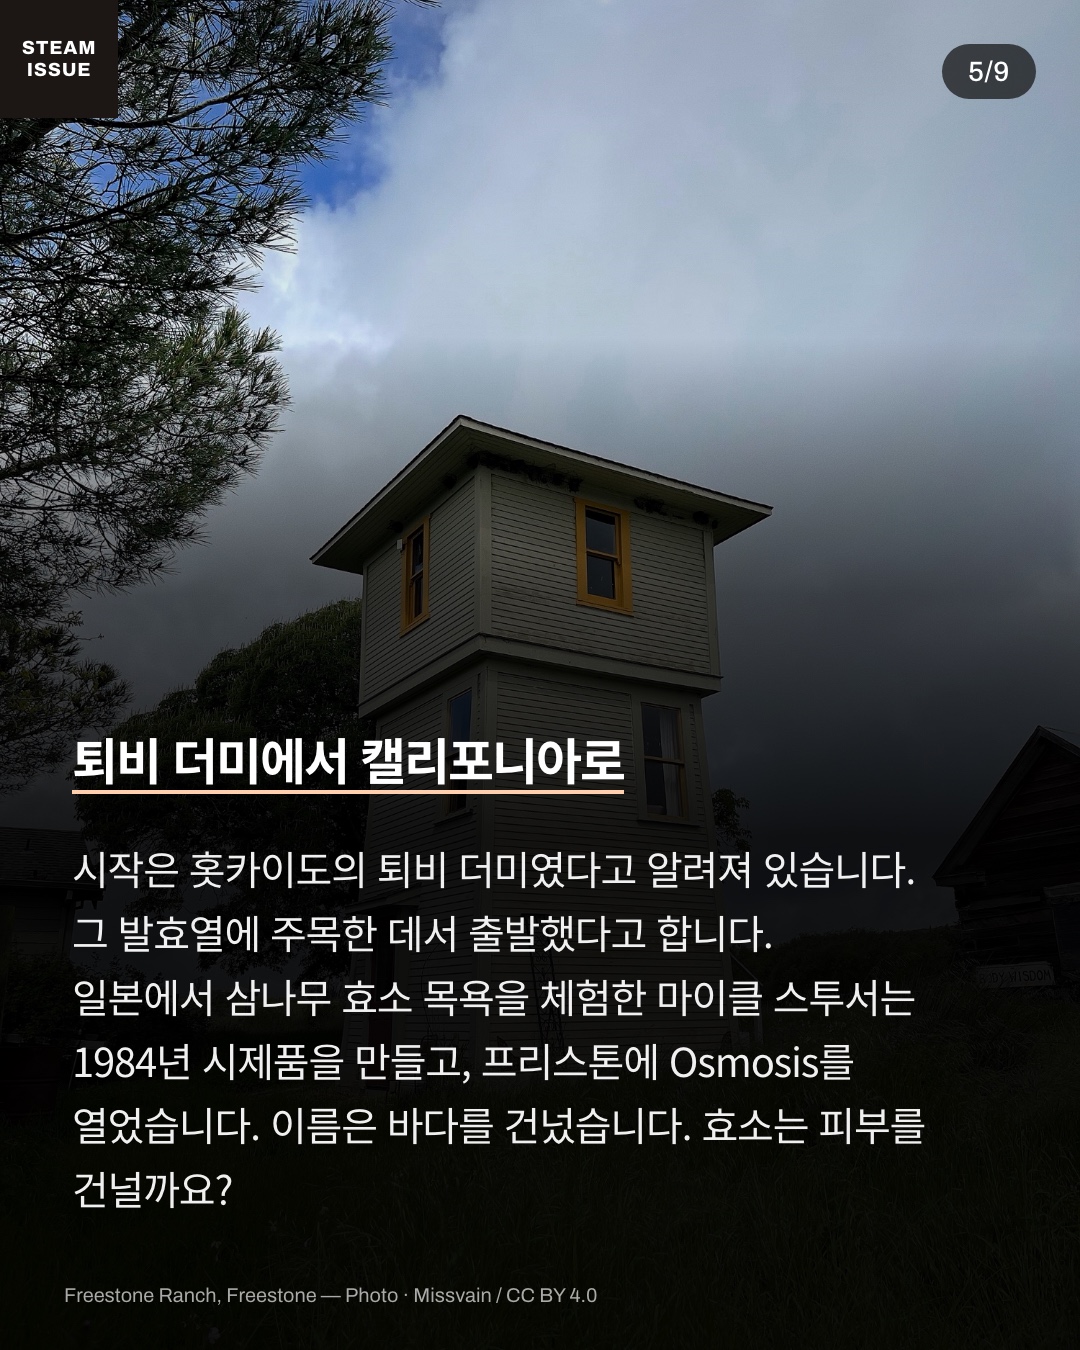 STEAM
ISSUE
5/9
퇴비 더미에서 캘리포니아로
시작은 홋카이도의 퇴비 더미였다고 알려져 있습니다.
그 발효열에 주목한 데서 출발했다고 합니다.
일본에서 삼나무 효소 목욕을 체험한 마이클 스투서는
1984년 시제품을 만들고, 프리스톤에 Osmosis를
열었습니다. 이름은 바다를 건넜습니다. 효소는 피부를
건널까요?
Freestone Ranch, Freestone — Photo · Missvain / CC BY 4.0